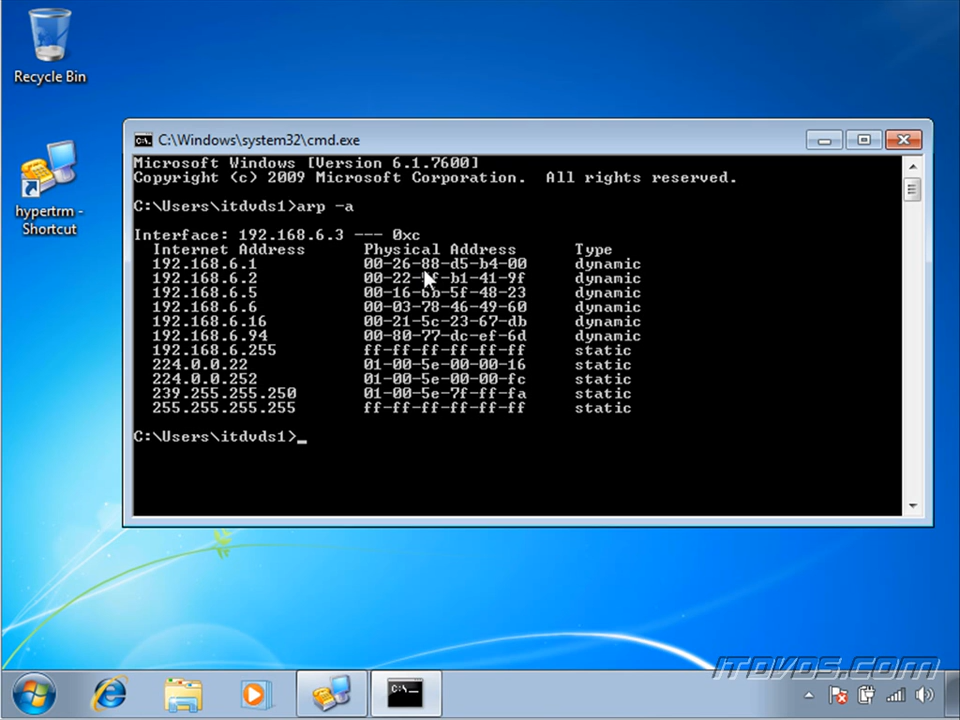 Recycle Bin
hypertrm -
Shortcut
C:\Windows\system32\cmd.exe
Microsoft Windows [Version 6.1.7600]
Copyright (c) 2009 Microsoft Corporation.  All rights reserved.
C:\Users\itdvds1>arp -a
Interface: 192.168.6.3 --- 0xc
Internet Address Physical Address Type
192.168.6.1 00-26-88-d5-b4-00 dynamic
192.168.6.2 dynamic
192.168.6.5 00-16-6b-5f-48-23 dynamic
192.168.6.6 00-03-78-46-49-60 dynamic
192.168.6.16 00-21-5c-23-67-db dynamic
192.168.6.94 00-80-77-dc-ef-6d dynamic
192.168.6.255 ff-ff-ff-ff-ff-ff static
224.0.0.22 01-00-5e-00-00-16 static
224.0.0.252 01-00-5e-00-00-fc static
239.255.255.250 01-00-5e-7f-ff-fa static
255.255.255.255 ff-ff-ff-ff-ff-ff static
C:\Users\itdvds1>_
ITDVDS.COM
C:\_